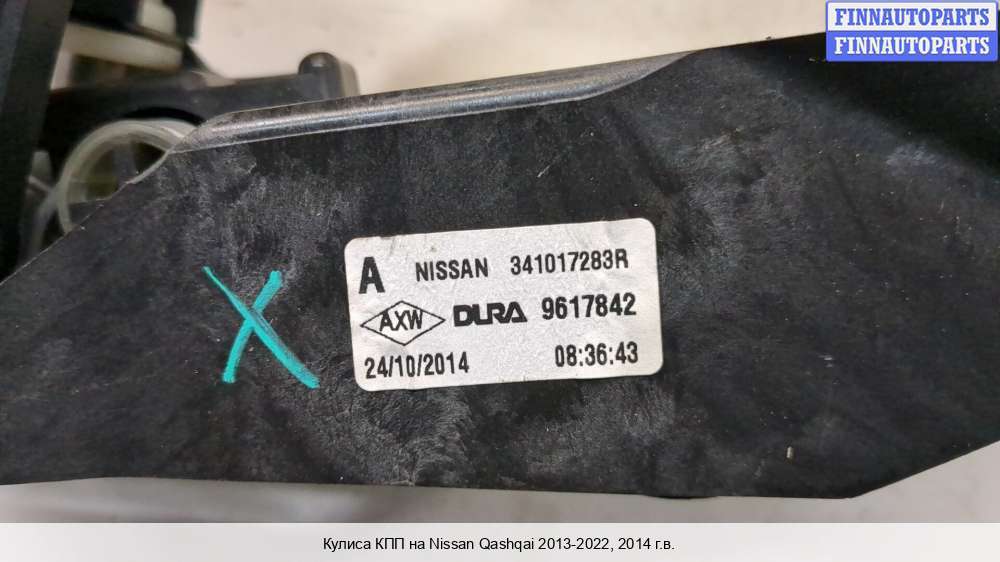 FINNAUTOPARTS
FINNAUTOPARTS
A NISSAN 341017283R
AXW DURA 9617842
24/10/2014 08:36:43
X
Кулиса КПП на Nissan Qashqai 2013-2022, 2014 г.в.